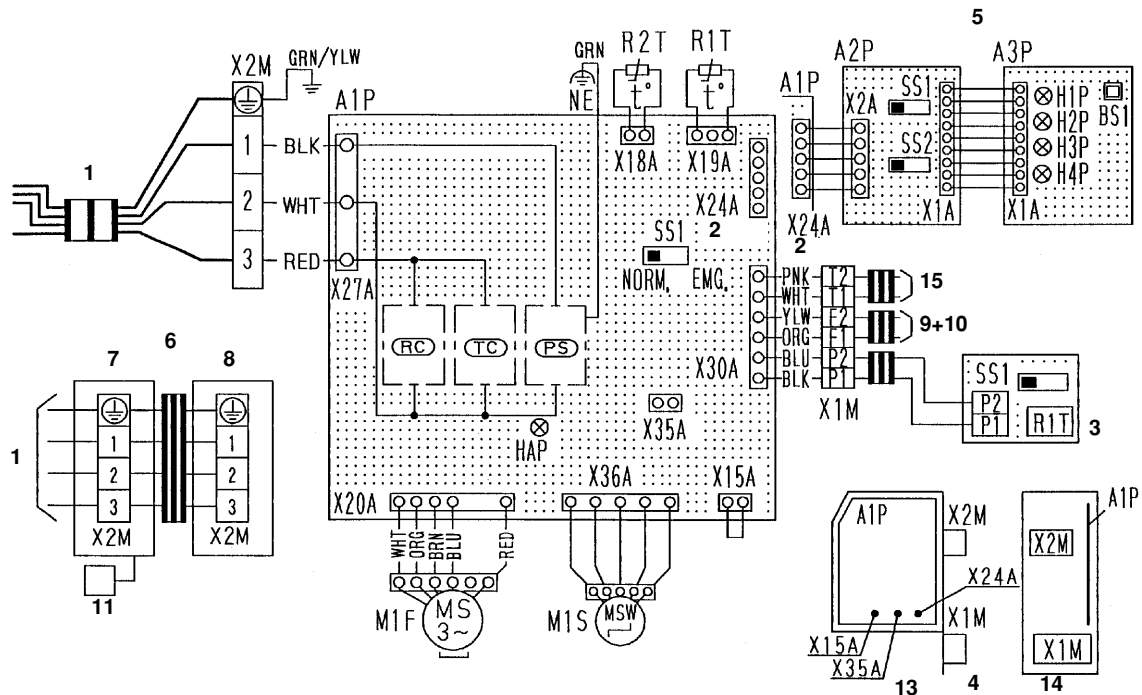 5
X2M
GRN/YLW
GRN
NE
R2T
R1T
t°
t°
A1P
A2P
A3P
A1P
X2A
SS1
SS2
X1A
X1A
H1P
H2P
H3P
H4P
BS1
1
1
2
3
BLK
WHT
RED
X27A
X18A
X19A
X24A
2
X24A
2
SS1
NORM.
EMG.
RC
TC
PS
HAP
X35A
X30A
PNK
WHT
YLW
ORG
BLU
BLK
T2
T1
F2
F1
P2
P1
X1M
15
9+10
SS1
P2
P1
R1T
3
6
7
8
1
1
2
3
X2M
1
2
3
X2M
11
X20A
X36A
X15A
WHT
ORG
BRN
BLU
RED
M1F
MS
3~
M1S
MSW
A1P
X2M
X24A
X1M
X15A
X35A
13
4
A1P
X2M
X1M
14